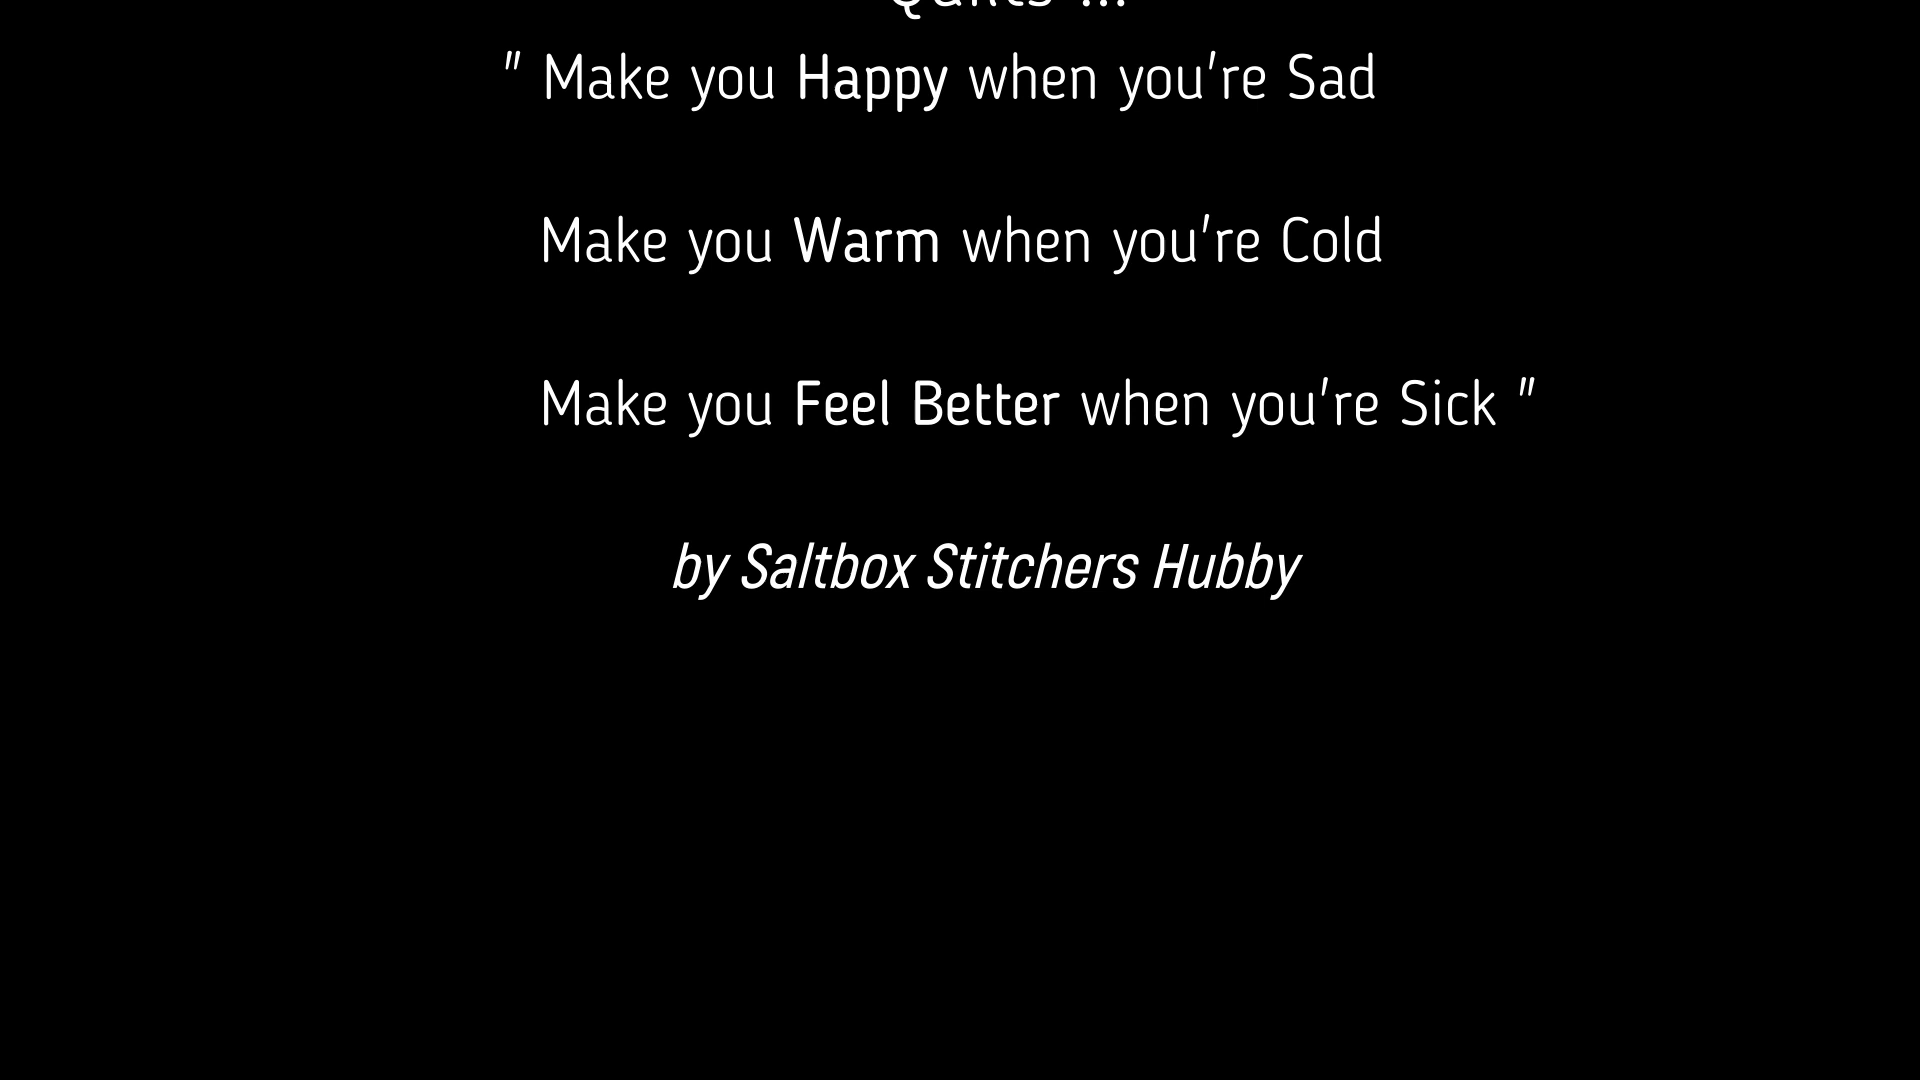 Quilts ...
" Make you Happy when you're Sad
Make you Warm when you're Cold
Make you Feel Better when you're Sick "
by Saltbox Stitchers Hubby